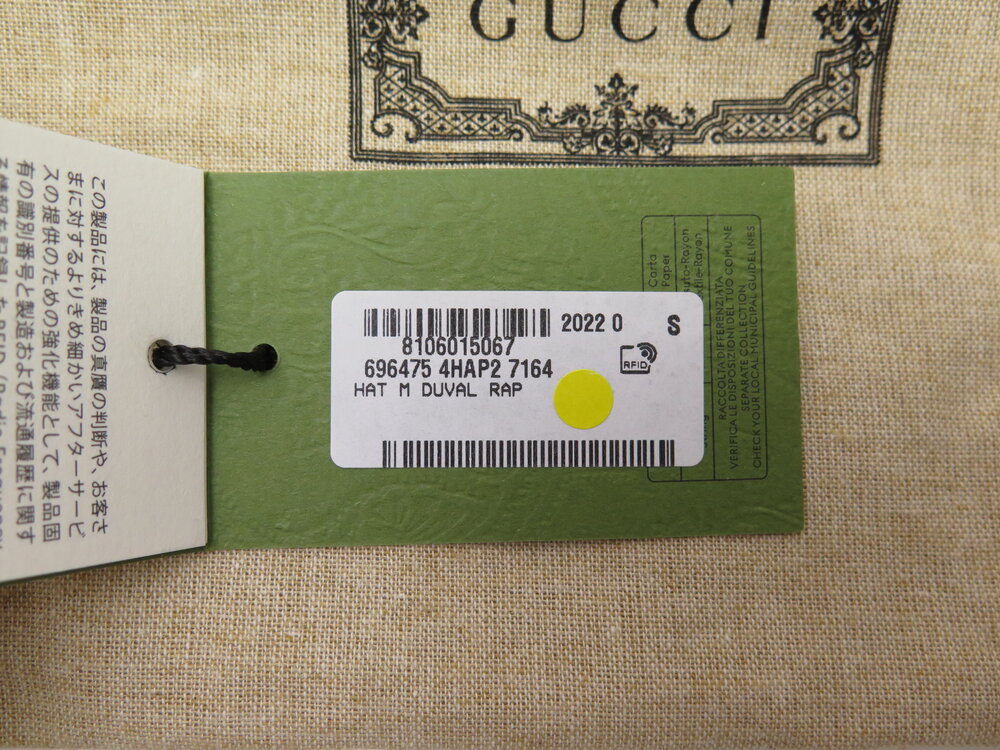 GUCCI
この製品には、製品の真贋の判断や、お客さ
まに対するよりきめ細かいアフターサービ
スの提供のための強化機能として、製品固
有の識別番号と製造および流通履歴に関す
2022 0
S
8106015067
696475 4HAP2 7164
HAT M DUVAL RAP
RFID
Carta
Paper
RACCOLTA DIFFERENZIATA
VERIFICA LE DISPOSIZIONI DEL TUO COMUNE
SEPARATE COLLECTION
CHECK YOUR LOCAL MUNICIPAL GUIDELINES